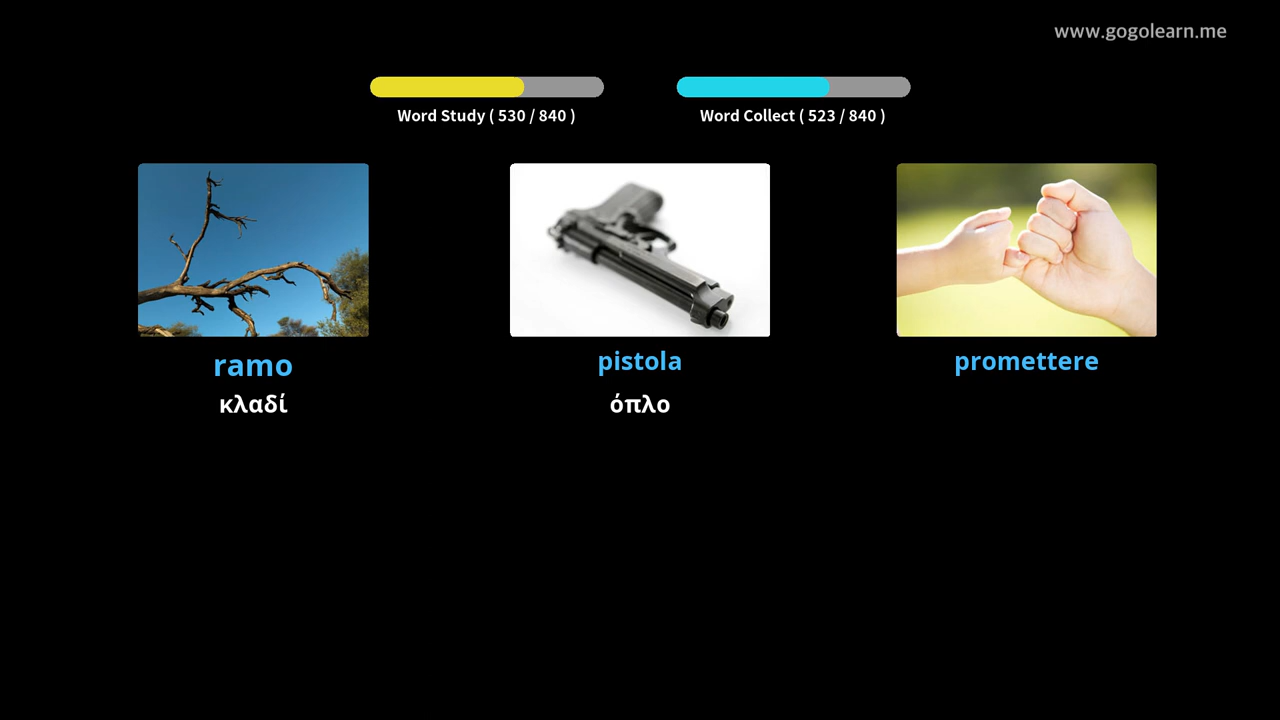 www.gogolearn.me
Word Study ( 530 / 840 )
Word Collect ( 523 / 840 )
ramo
κλαδί
pistola
όπλο
promettere